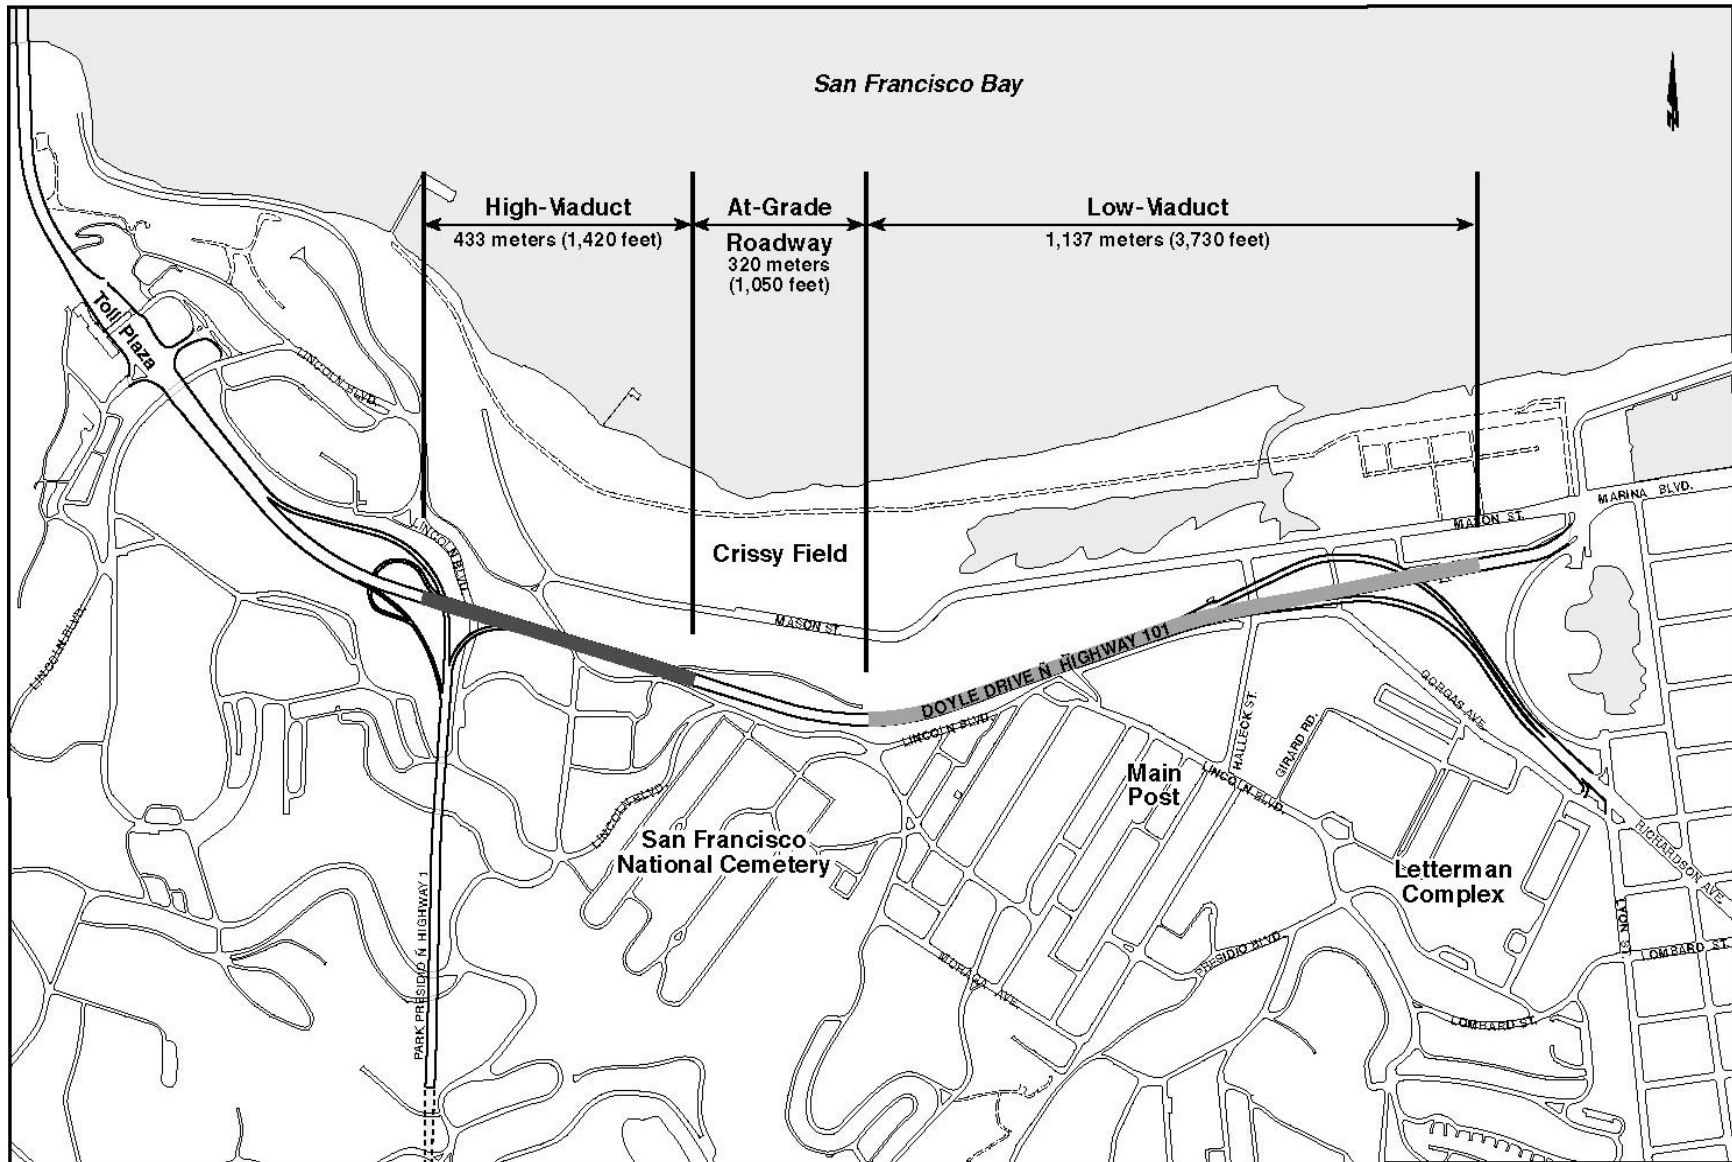 San Francisco Bay
N
High-Viaduct
433 meters (1,420 feet)
At-Grade
Roadway
320 meters
(1,050 feet)
Low-Viaduct
1,137 meters (3,730 feet)
Toll Plaza
LINCOLN BLVD.
LINCOLN BLVD.
MARINA BLVD.
MASON ST.
Crissy Field
MASON ST.
LINCOLN BLVD.
DOYLE DRIVE Ñ HIGHWAY 101
LINCOLN BLVD.
HALLECK ST.
GIRARD RD.
GORGAS AVE.
Main
Post
LINCOLN BLVD.
LINCOLN BLVD.
San Francisco
National Cemetery
RICHARDSON AVE.
Letterman
Complex
PARK PRESIDIO Ñ HIGHWAY 1
LYON ST.
LOMBARD ST.
PRESIDIO BLVD.
MORAGA AVE.
LOMBARD ST.